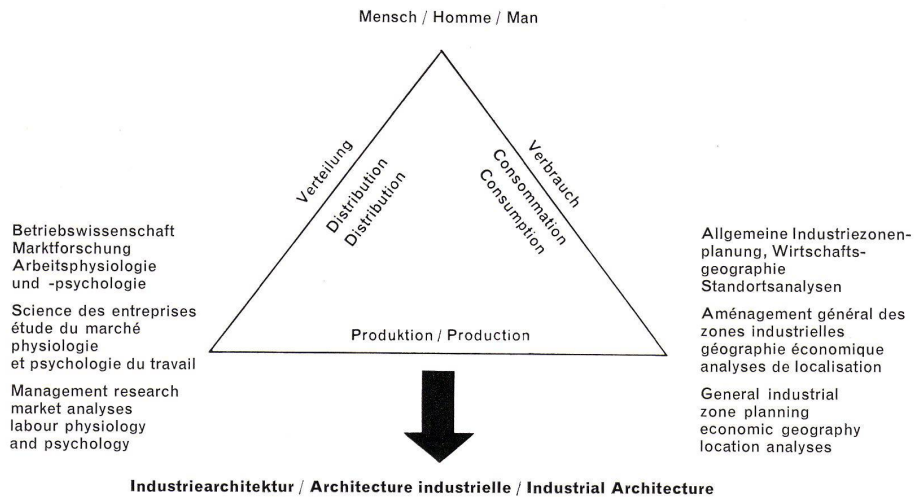 Mensch / Homme / Man
Verteilung
Distribution
Distribution
Verbrauch
Consommation
Consumption
Betriebswissenschaft
Marktforschung
Arbeitsphysiologie
und -psychologie
Science des entreprises
étude du marché
physiologie
et psychologie du travail
Management research
market analyses
labour physiology
and psychology
Allgemeine Industriezonen-
planung, Wirtschafts-
geographie
Standortsanalysen
Aménagement général des
zones industrielles
géographie économique
analyses de localisation
General industrial
zone planning
economic geography
location analyses
Produktion / Production
Industriearchitektur / Architecture industrielle / Industrial Architecture